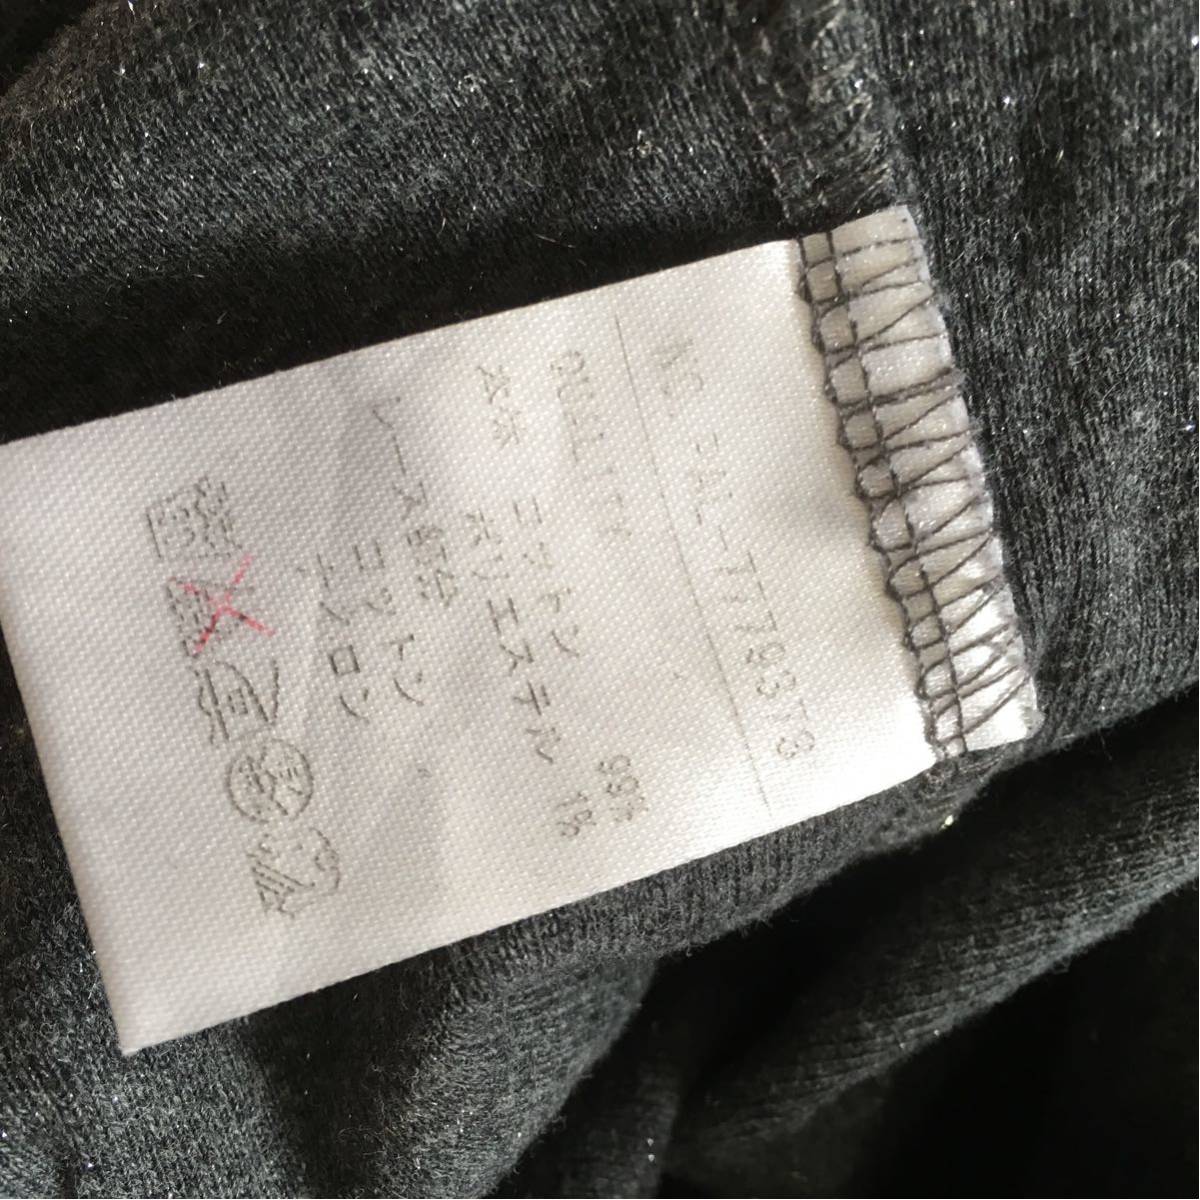 QUALITY
本体 コットン 99%
ポリエステル 1%
レース部分 コットン
ナイロン